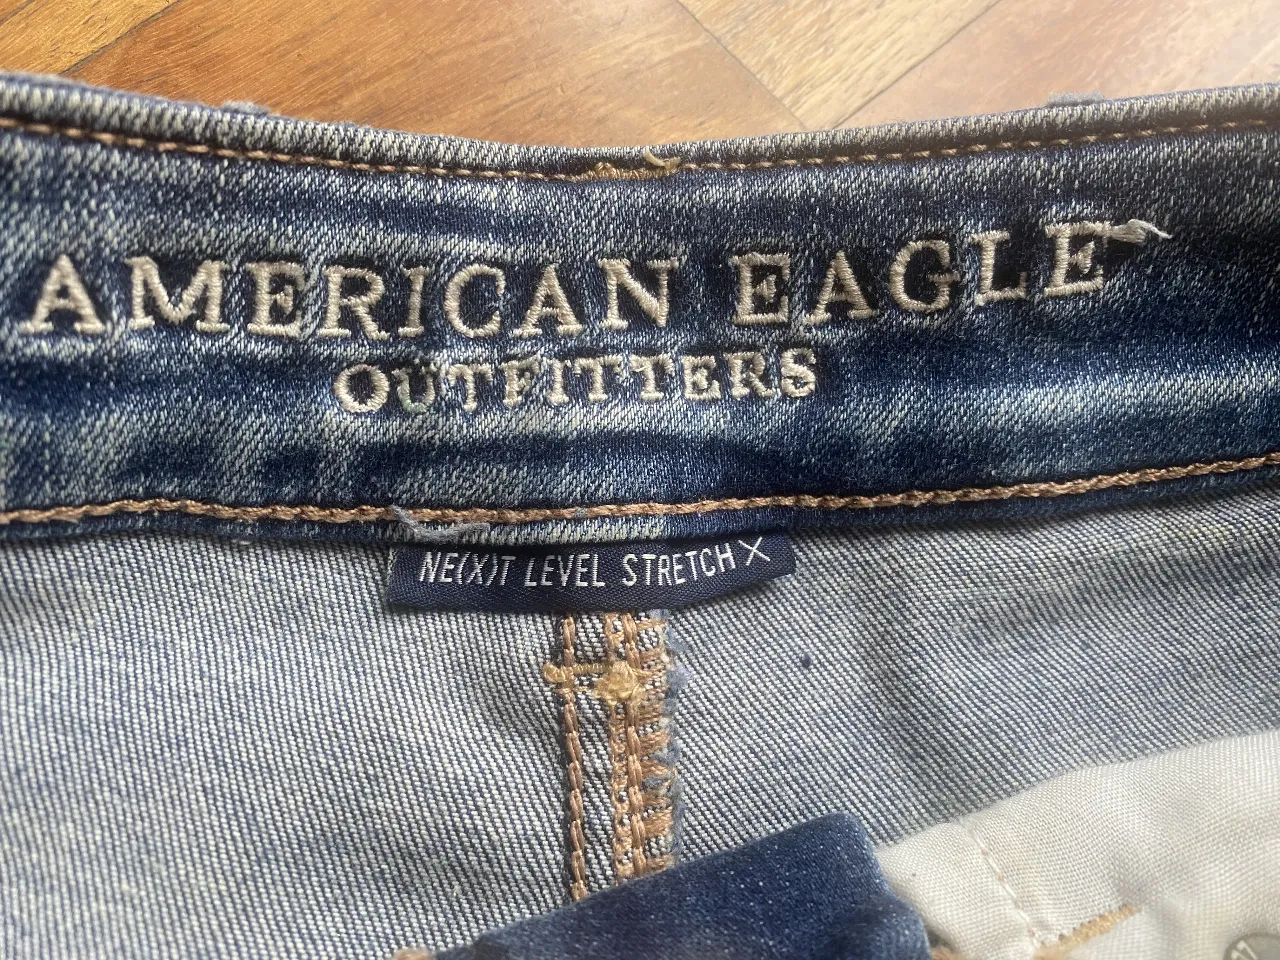 AMERICAN EAGLE
OUTFITTERS
NE(X)T LEVEL STRETCH X